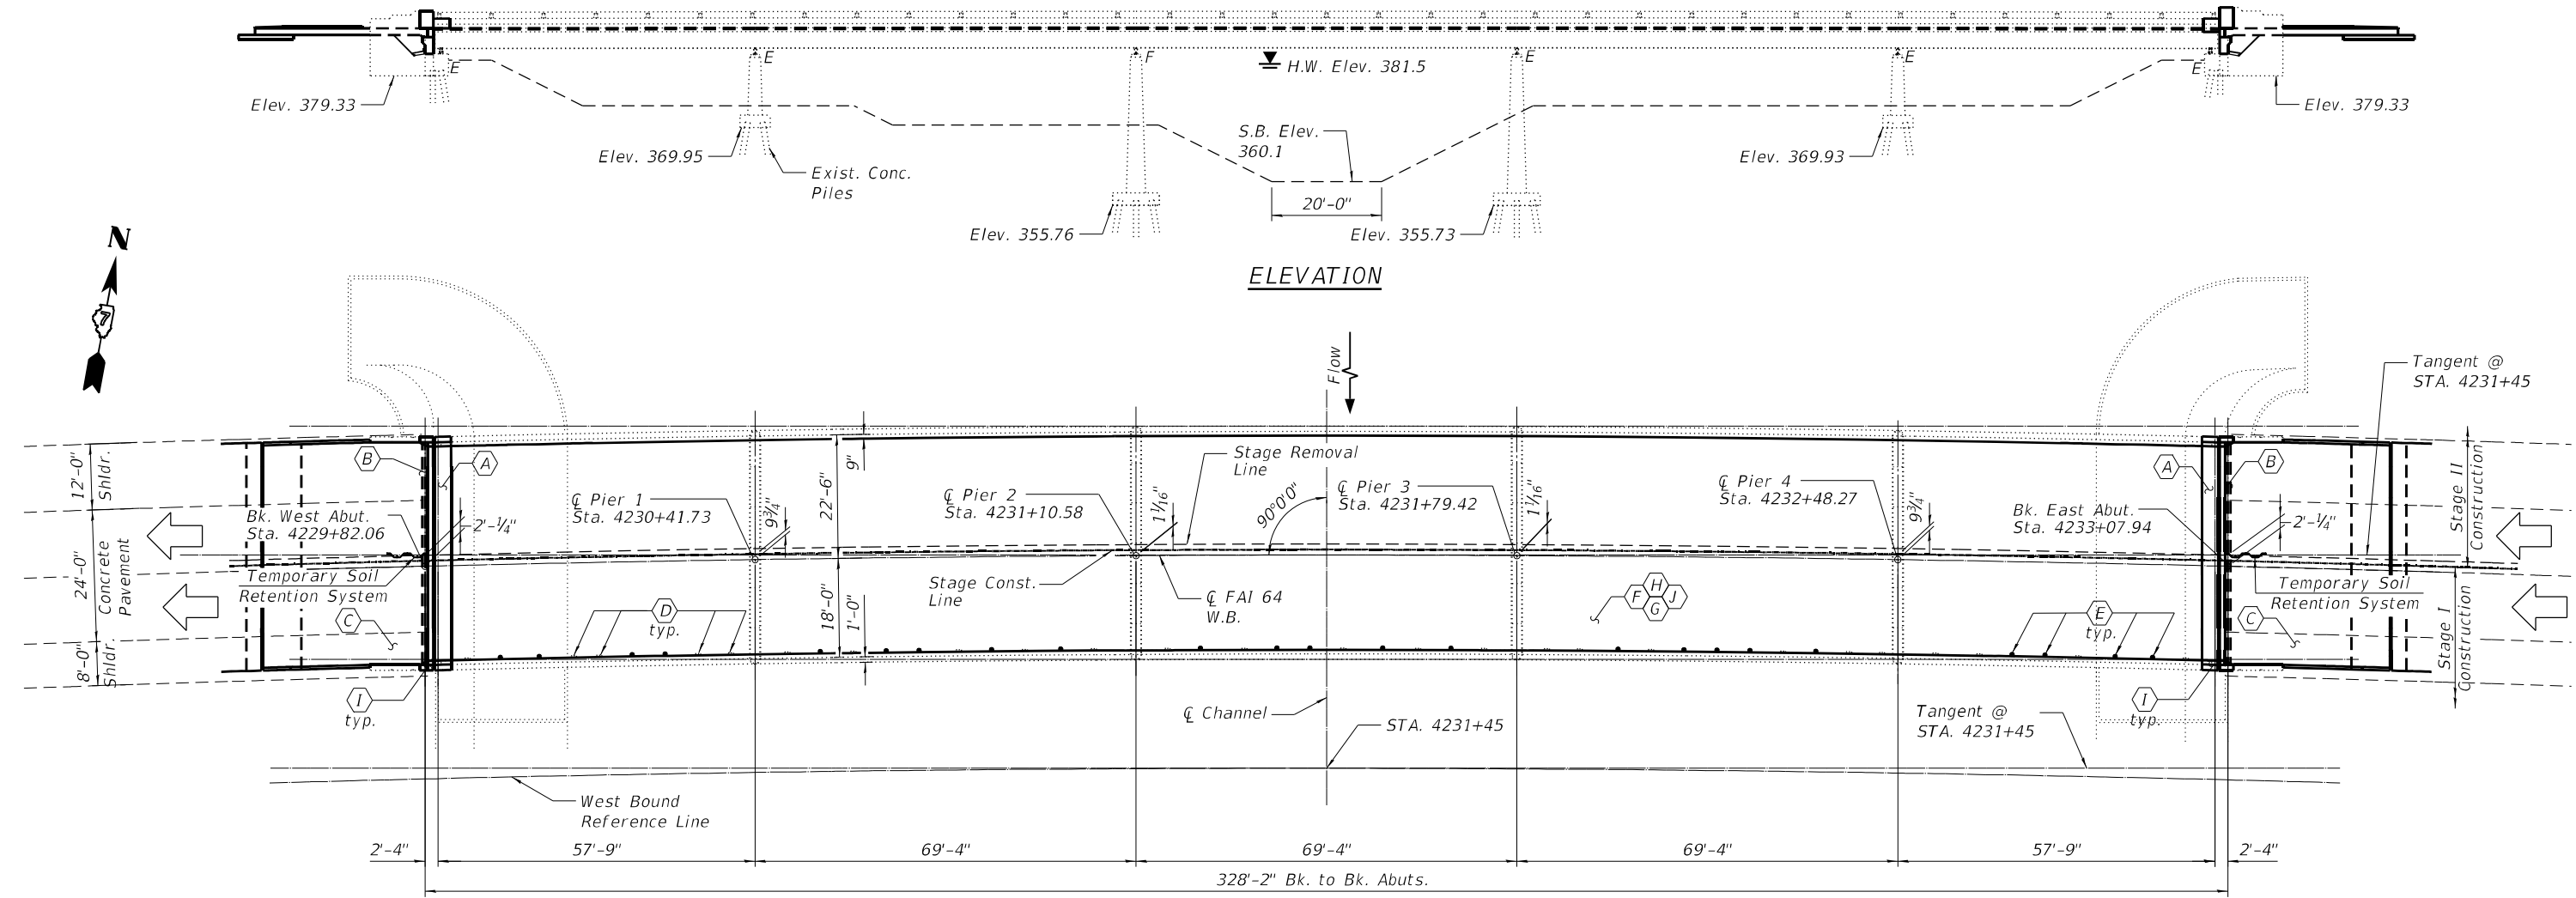 E
E
F
H.W. Elev. 381.5
E
E
E
Elev. 379.33
Elev. 379.33
S.B. Elev.
360.1
Elev. 369.95
Elev. 369.93
Exist. Conc.
Piles
20'-0"
Elev. 355.76
Elev. 355.73
N
7
ELEVATION
Flow
Tangent @
STA. 4231+45
12'-0"
Shldr.
24'-0"
Concrete
Pavement
8'-0"
Shldr.
B
A
Bk. West Abut.
Sta. 4229+82.06
2'-¼"
Temporary Soil
Retention System
C
I
typ.
℄ Pier 1
Sta. 4230+41.73
9¾"
22'-6"
9"
18'-0"
1'-0"
D
typ.
℄ Pier 2
Sta. 4231+10.58
1 1/16"
Stage Removal
Line
90°0'0"
Stage Const.
Line
℄ FAI 64
W.B.
℄ Pier 3
Sta. 4231+79.42
1 1/16"
F
H
J
G
℄ Pier 4
Sta. 4232+48.27
9¾"
Bk. East Abut.
Sta. 4233+07.94
A
B
2'-¼"
Temporary Soil
Retention System
E
typ.
C
I
typ.
Stage II
Construction
Stage I
Construction
℄ Channel
STA. 4231+45
Tangent @
STA. 4231+45
West Bound
Reference Line
2'-4"
57'-9"
69'-4"
69'-4"
69'-4"
57'-9"
2'-4"
328'-2" Bk. to Bk. Abuts.